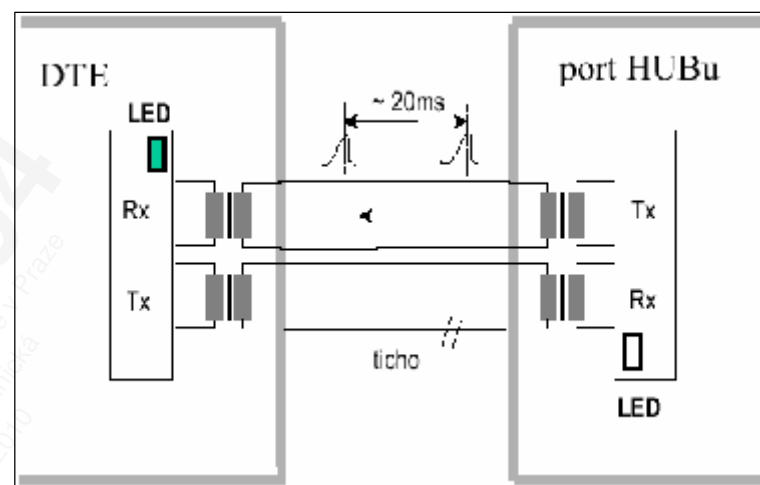 DTE
port HUBu
LED
~ 20ms
Rx
Tx
Tx
Rx
ticho
LED